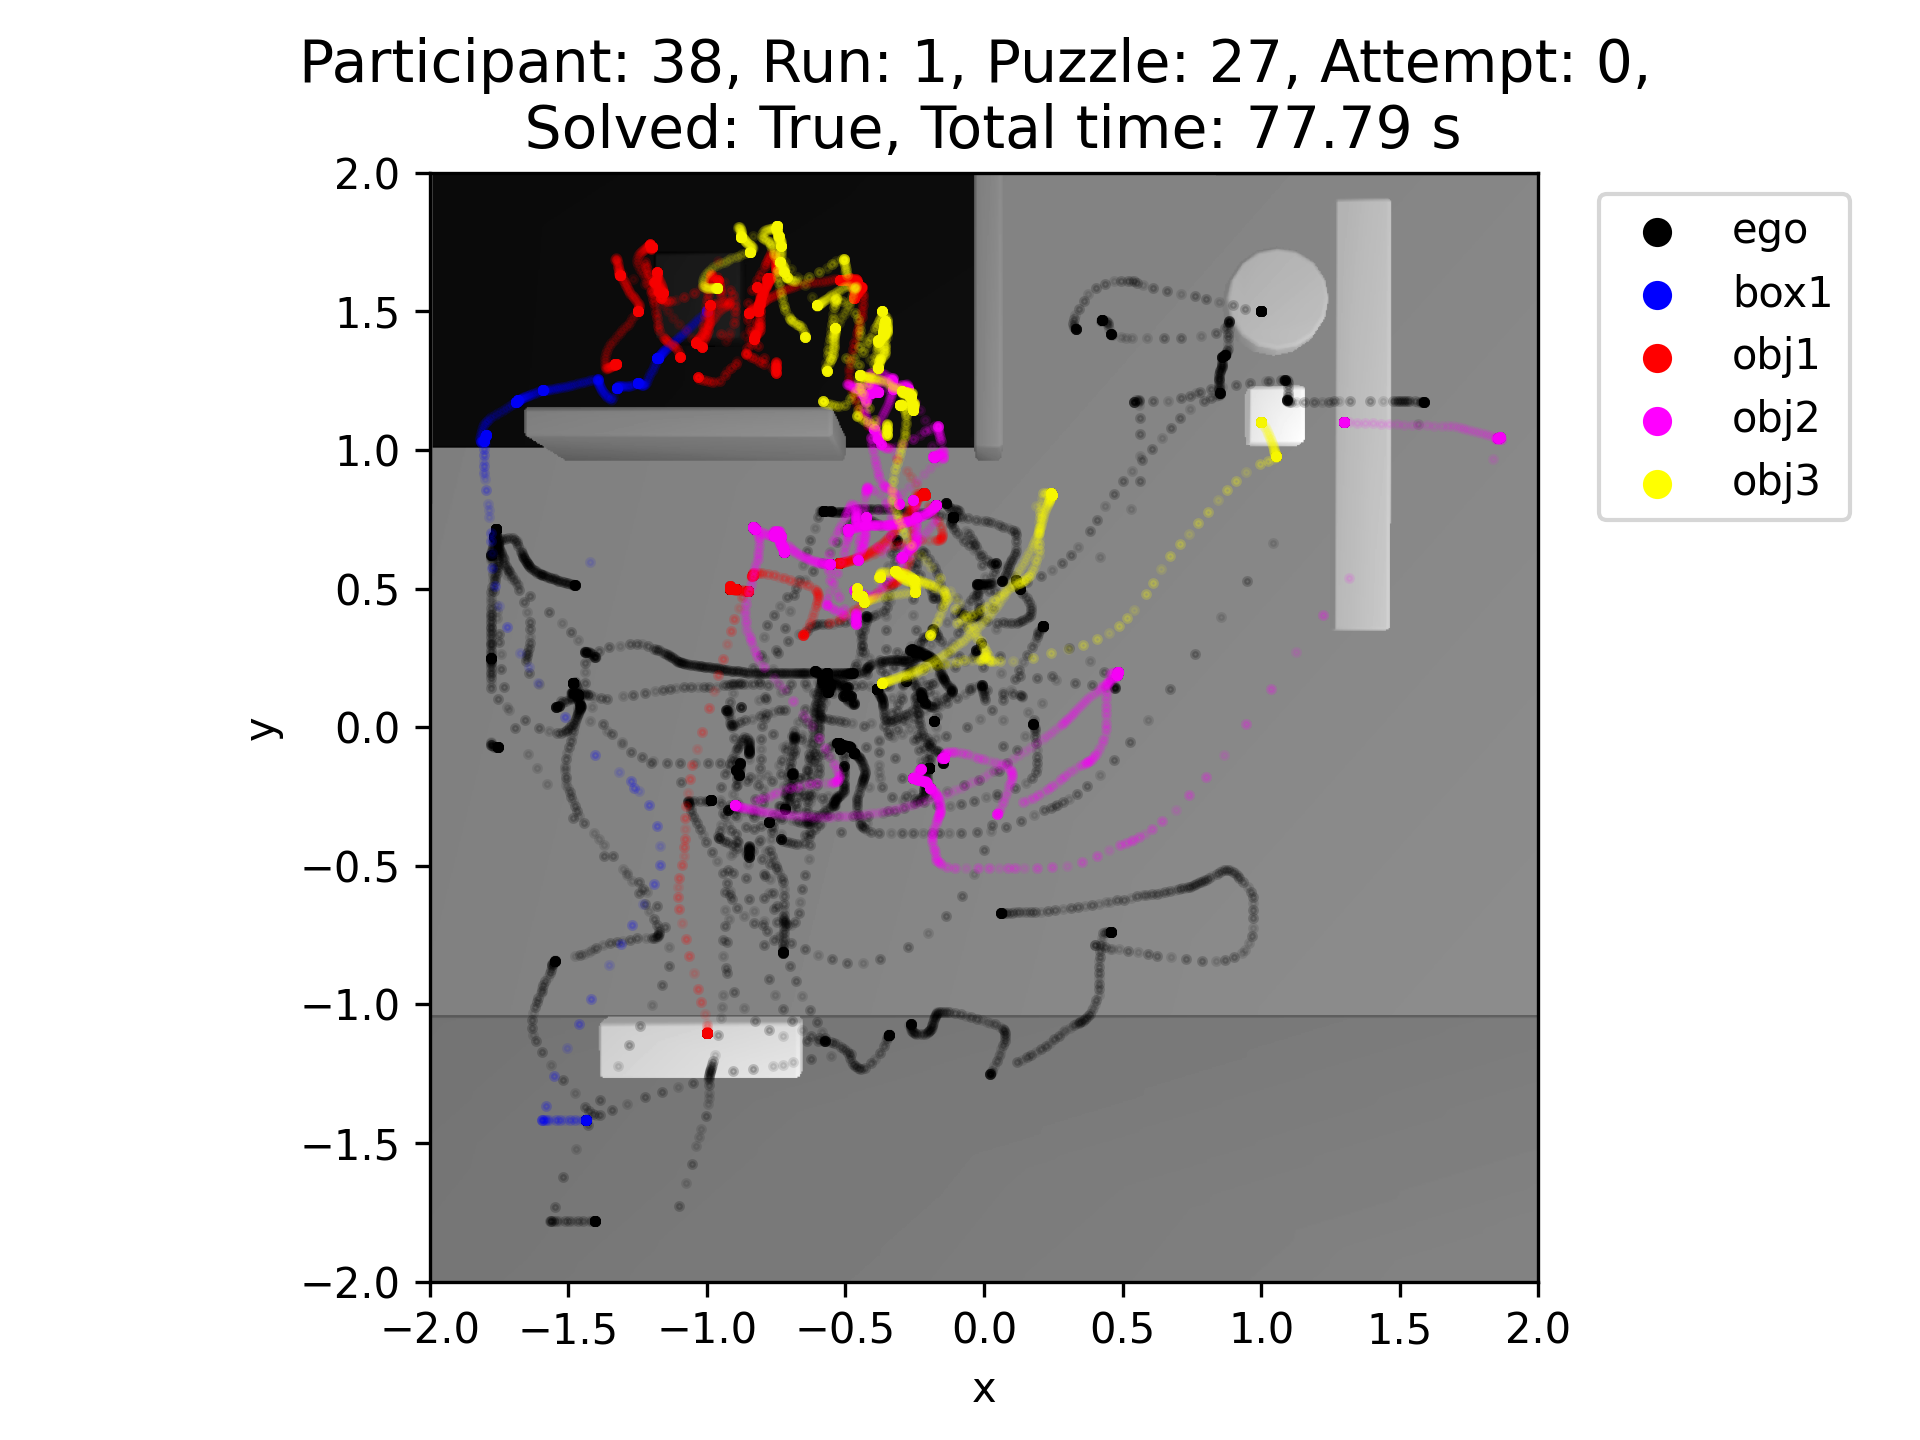 Participant: 38, Run: 1, Puzzle: 27, Attempt: 0,
Solved: True, Total time: 77.79 s
2.0
1.5
1.0
0.5
0.0
−0.5
−1.0
−1.5
−2.0
y
−2.0 −1.5 −1.0 −0.5 0.0 0.5 1.0 1.5 2.0
x
ego
box1
obj1
obj2
obj3